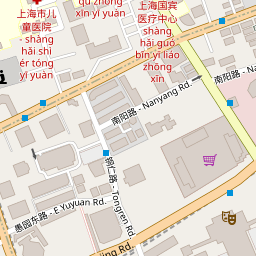 qū zhōng
xīn yī yuàn
上海市儿
童医院 -
shàng
hǎi shì
ér tóng
yī yuàn
上海国宾
医疗中心
shàng
hǎi guó
bīn yī liáo
zhōng
xīn
南阳路 - Nanyang Rd.
南阳路 -
铜仁路 - Tongren Rd.
愚园东路 - E Yuyuan Rd.
jing Rd.